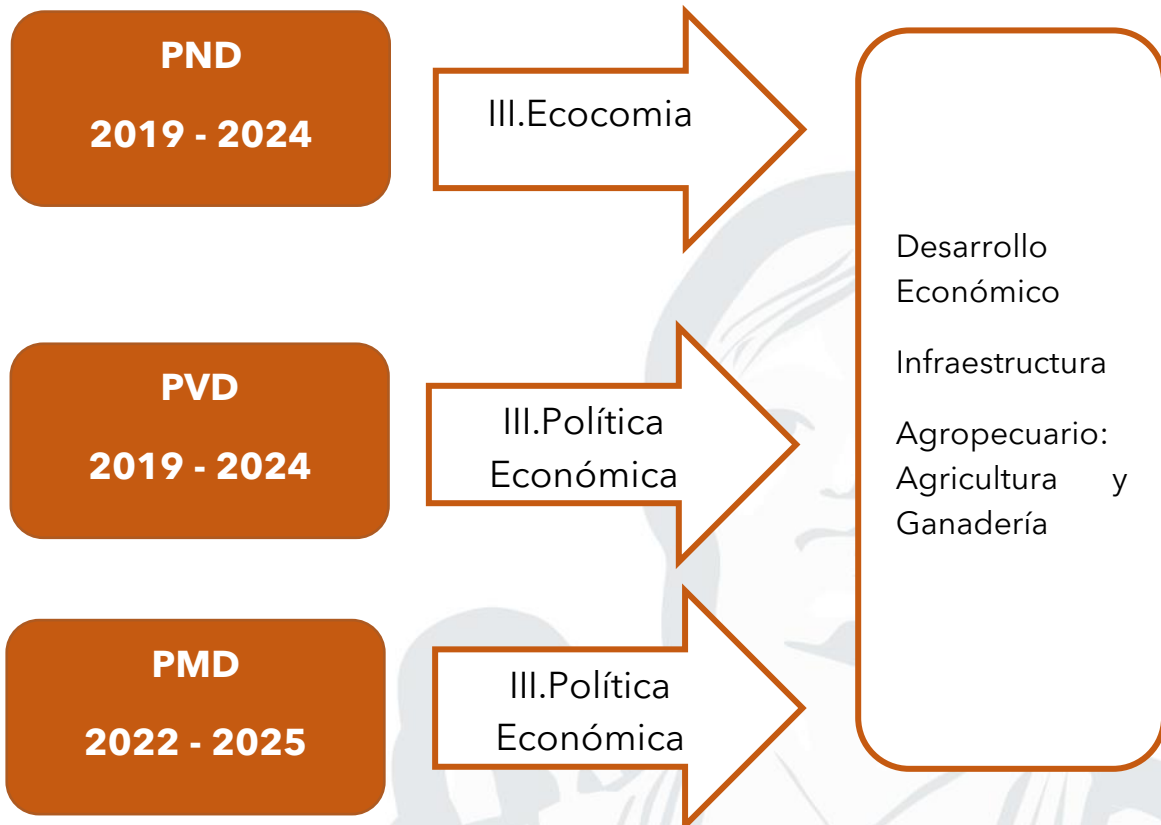 PND
2019 - 2024
III.Ecocomia
PVD
2019 - 2024
III.Política
Económica
PMD
2022 - 2025
III.Política
Económica
Desarrollo
Económico
Infraestructura
Agropecuario:
Agricultura y
Ganadería